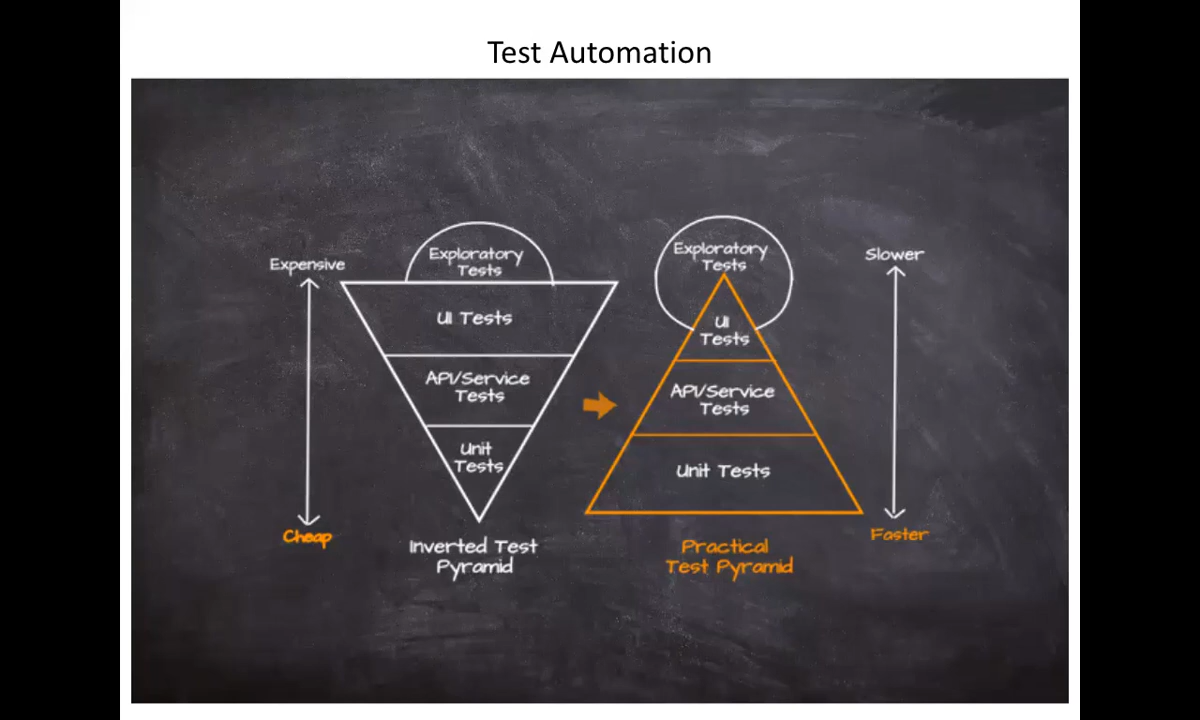 Test Automation
Expensive
Exploratory
Tests
UI Tests
API/Service
Tests
Unit
Tests
Cheap
Inverted Test
Pyramid
Exploratory
Tests
UI
Tests
API/Service
Tests
Unit Tests
Practical
Test Pyramid
Slower
Faster